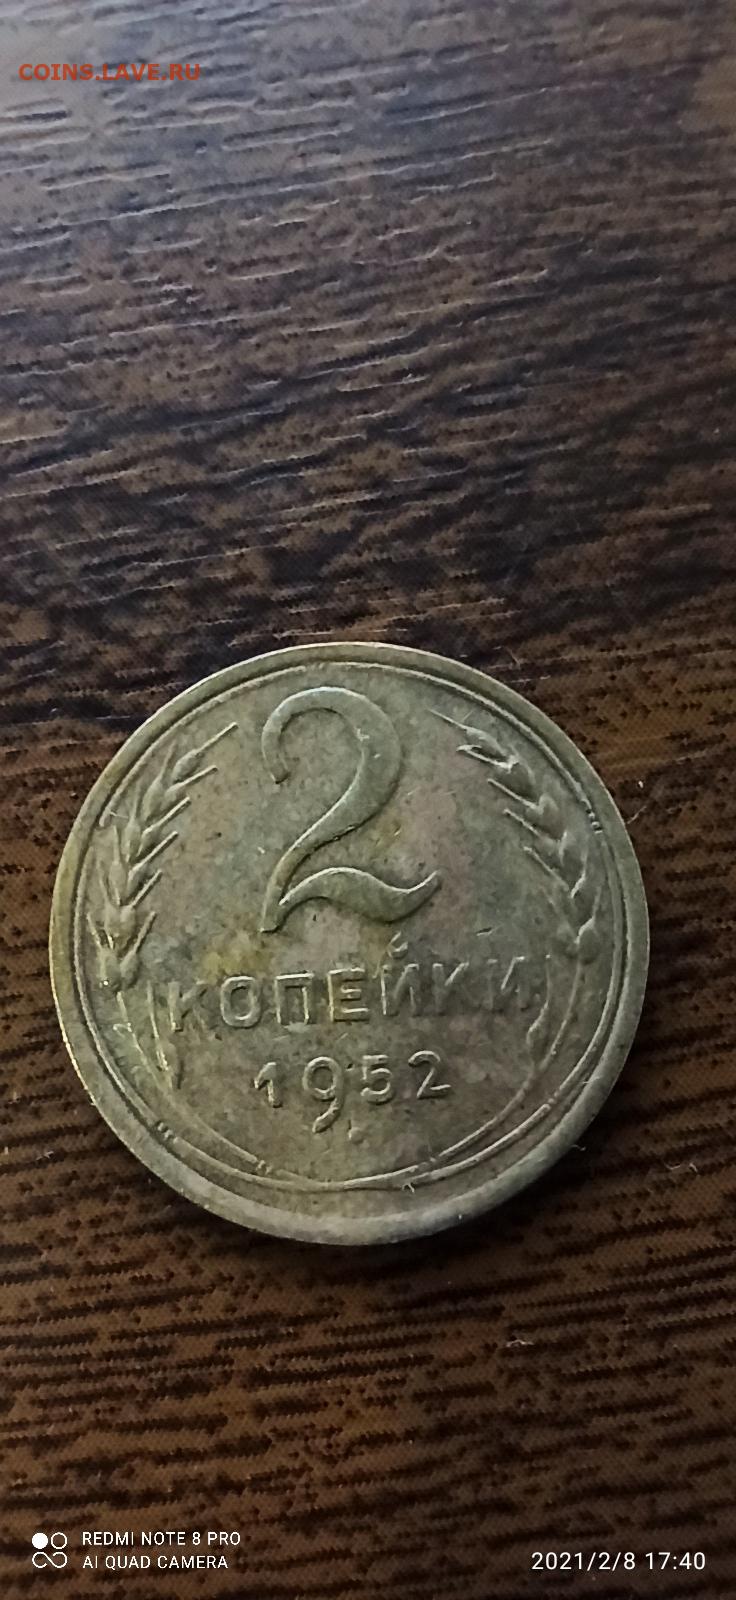 COINS.LAVE.RU
2
КОПЕЙКИ
1952
REDMI NOTE 8 PRO
AI QUAD CAMERA
2021/2/8 17:40